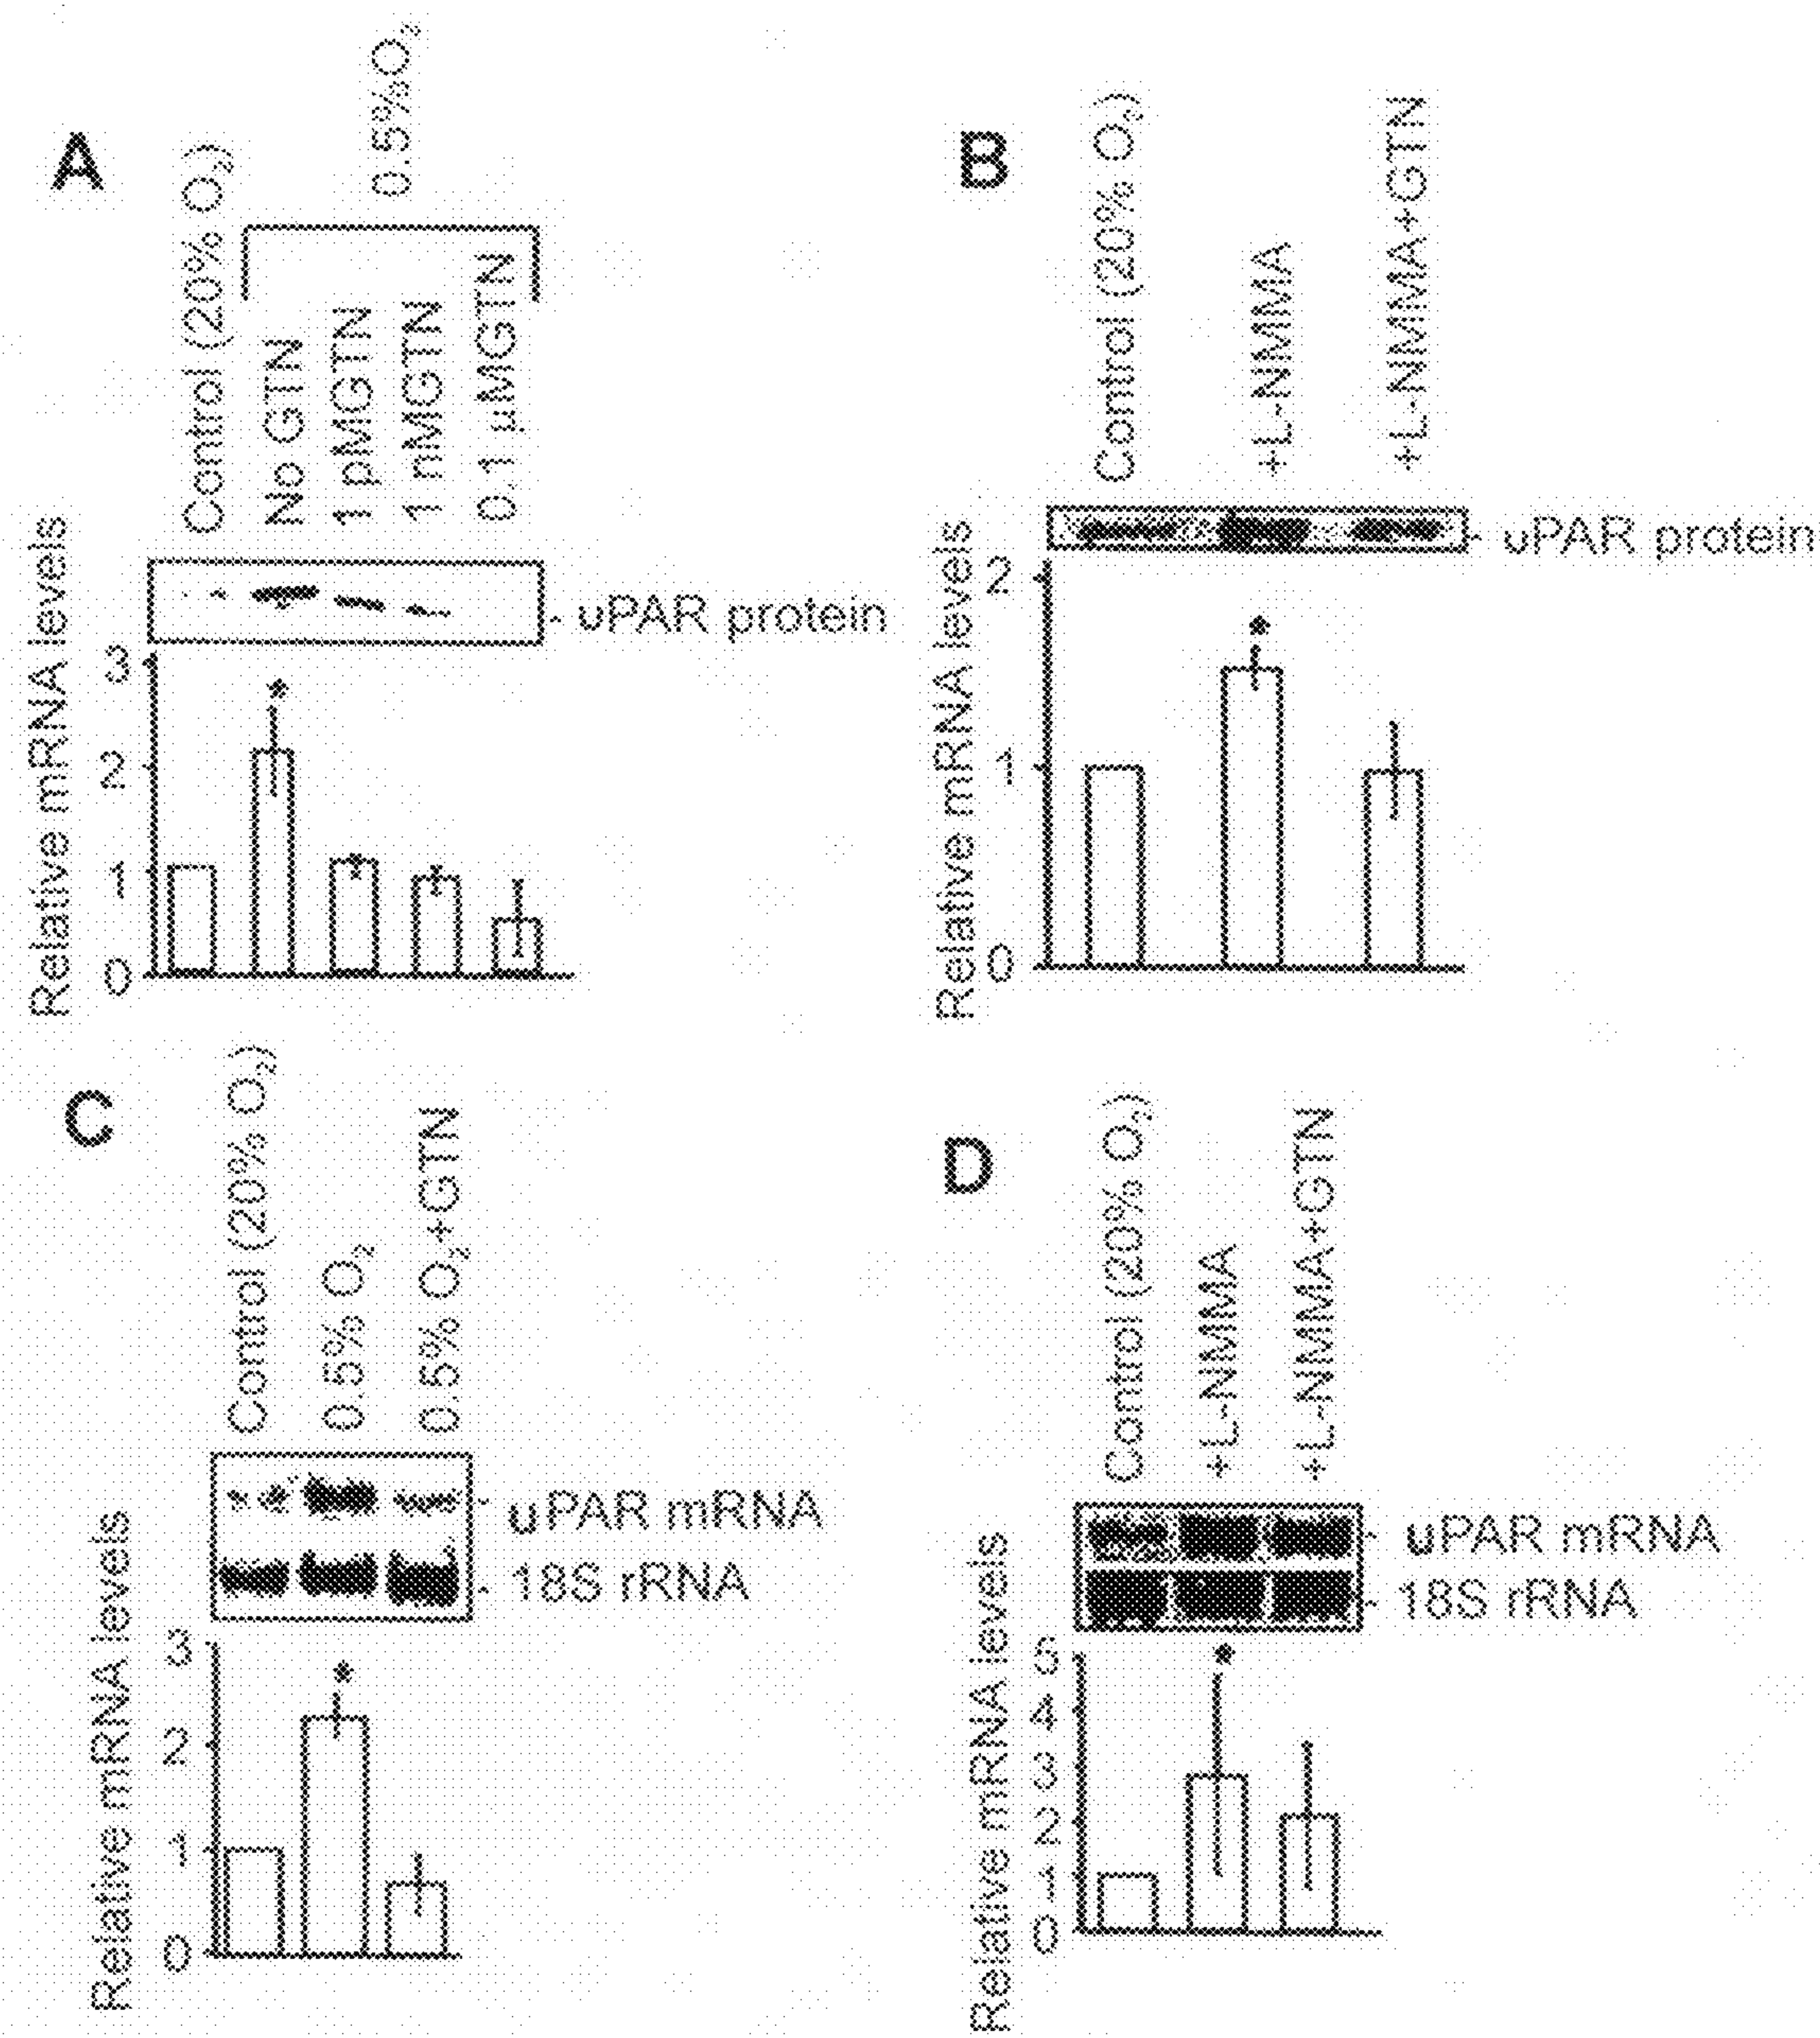 A
Control (20% O₂)
No GTN
1 pMGTN
1 nMGTN
0.1 µMGTN
0.5%O₂
- uPAR protein
Relative mRNA levels
3
*
2
1
0
B
Control (20% O₂)
+L-NMMA
+L-NMMA+GTN
- uPAR protein
Relative mRNA levels
2
*
1
0
C
Control (20% O₂)
0.5% O₂
0.5% O₂+GTN
- uPAR mRNA
- 18S rRNA
Relative mRNA levels
3
*
2
1
0
D
Control (20% O₂)
+L-NMMA
+L-NMMA+GTN
- uPAR mRNA
- 18S rRNA
Relative mRNA levels
5
*
4
3
2
1
0